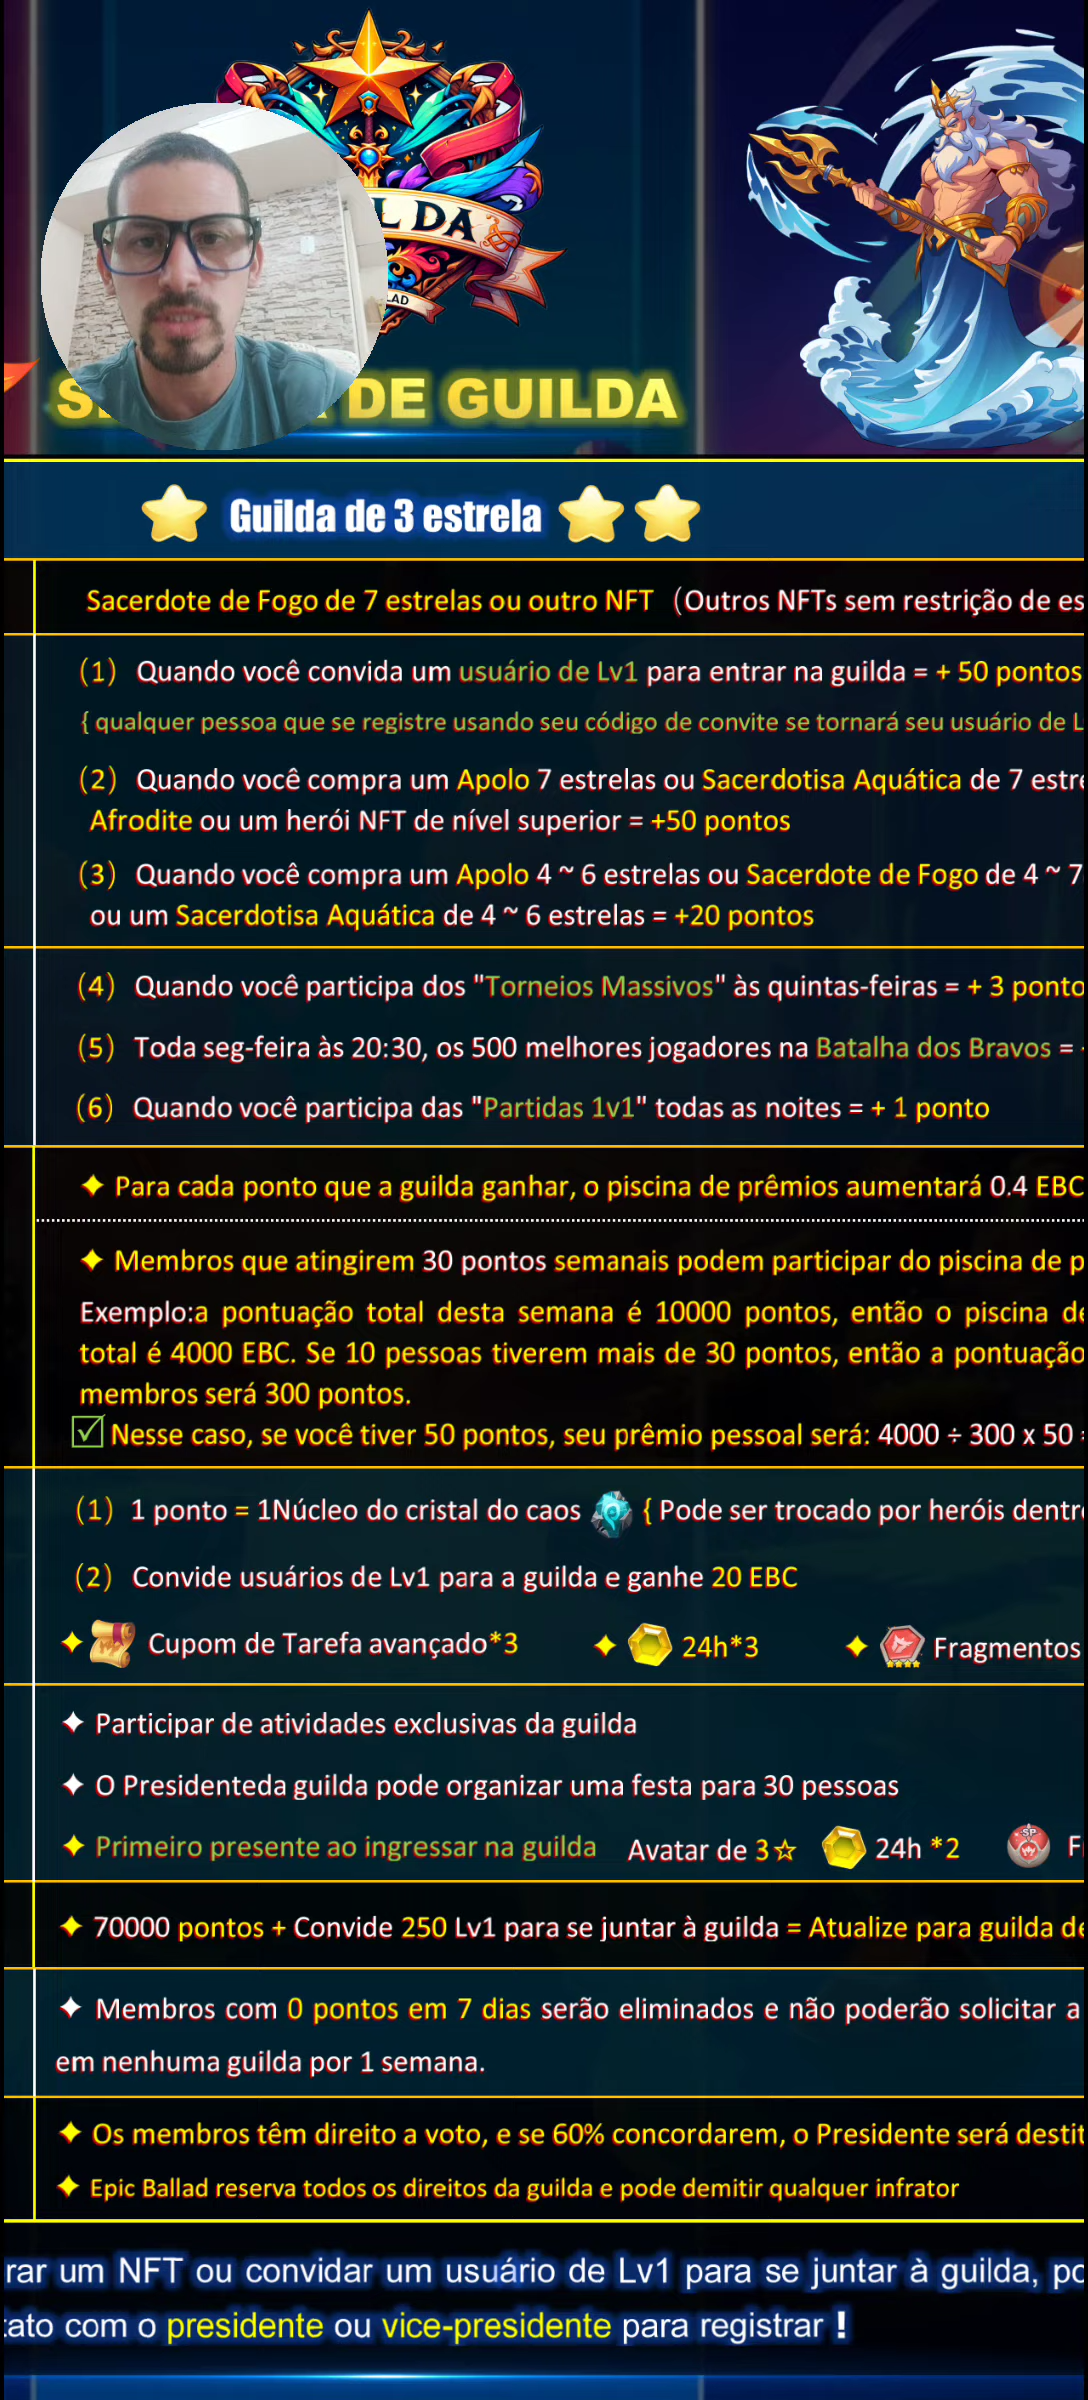 DA
LAD
DE GUILDA
Guilda de 3 estrela
Sacerdote de Fogo de 7 estrelas ou outro NFT (Outros NFTs sem restrição de es
(1) Quando você convida um usuário de Lv1 para entrar na guilda = + 50 pontos
{ qualquer pessoa que se registre usando seu código de convite se tornará seu usuário de L
(2) Quando você compra um Apolo 7 estrelas ou Sacerdotisa Aquática de 7 estre
Afrodite ou um herói NFT de nível superior = +50 pontos
(3) Quando você compra um Apolo 4 ~ 6 estrelas ou Sacerdote de Fogo de 4 ~ 7
ou um Sacerdotisa Aquática de 4 ~ 6 estrelas = +20 pontos
(4) Quando você participa dos "Torneios Massivos" às quintas-feiras = + 3 ponto
(5) Toda seg-feira às 20:30, os 500 melhores jogadores na Batalha dos Bravos =
(6) Quando você participa das "Partidas 1v1" todas as noites = + 1 ponto
✦ Para cada ponto que a guilda ganhar, o piscina de prêmios aumentará 0.4 EBC
✦ Membros que atingirem 30 pontos semanais podem participar do piscina de p
Exemplo:a pontuação total desta semana é 10000 pontos, então o piscina de
total é 4000 EBC. Se 10 pessoas tiverem mais de 30 pontos, então a pontuação
membros será 300 pontos.
Nesse caso, se você tiver 50 pontos, seu prêmio pessoal será: 4000 ÷ 300 x 50
(1) 1 ponto = 1Núcleo do cristal do caos { Pode ser trocado por heróis dentr
(2) Convide usuários de Lv1 para a guilda e ganhe 20 EBC
✦ Cupom de Tarefa avançado*3 ✦ 24h*3 ✦ Fragmentos
✦ Participar de atividades exclusivas da guilda
✦ O Presidenteda guilda pode organizar uma festa para 30 pessoas
✦ Primeiro presente ao ingressar na guilda Avatar de 3☆ 24h *2 SP F
✦ 70000 pontos + Convide 250 Lv1 para se juntar à guilda = Atualize para guilda de
✦ Membros com 0 pontos em 7 dias serão eliminados e não poderão solicitar a
em nenhuma guilda por 1 semana.
✦ Os membros têm direito a voto, e se 60% concordarem, o Presidente será destit
✦ Epic Ballad reserva todos os direitos da guilda e pode demitir qualquer infrator
rar um NFT ou convidar um usuário de Lv1 para se juntar à guilda, po
tato com o presidente ou vice-presidente para registrar !